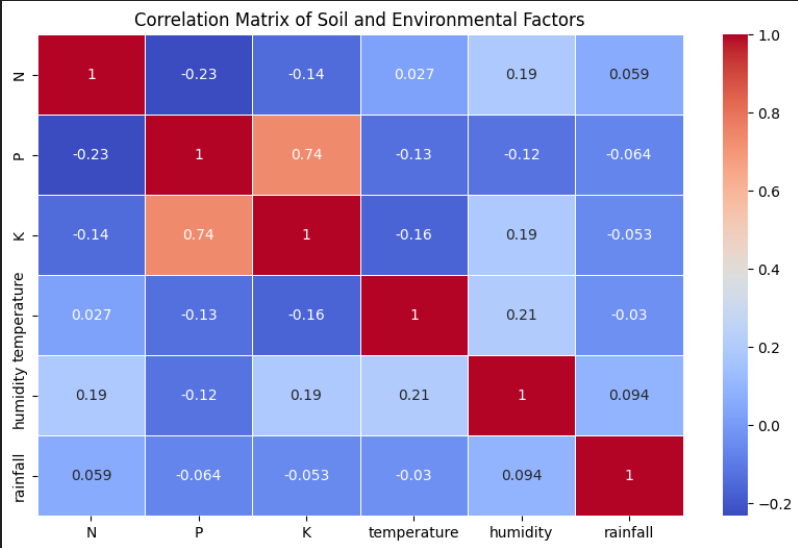 Correlation Matrix of Soil and Environmental Factors
N 1 -0.23 -0.14 0.027 0.19 0.059
P -0.23 1 0.74 -0.13 -0.12 -0.064
K -0.14 0.74 1 -0.16 0.19 -0.053
temperature 0.027 -0.13 -0.16 1 0.21 -0.03
humidity 0.19 -0.12 0.19 0.21 1 0.094
rainfall 0.059 -0.064 -0.053 -0.03 0.094 1
N P K temperature humidity rainfall
1.0
0.8
0.6
0.4
0.2
0.0
−0.2